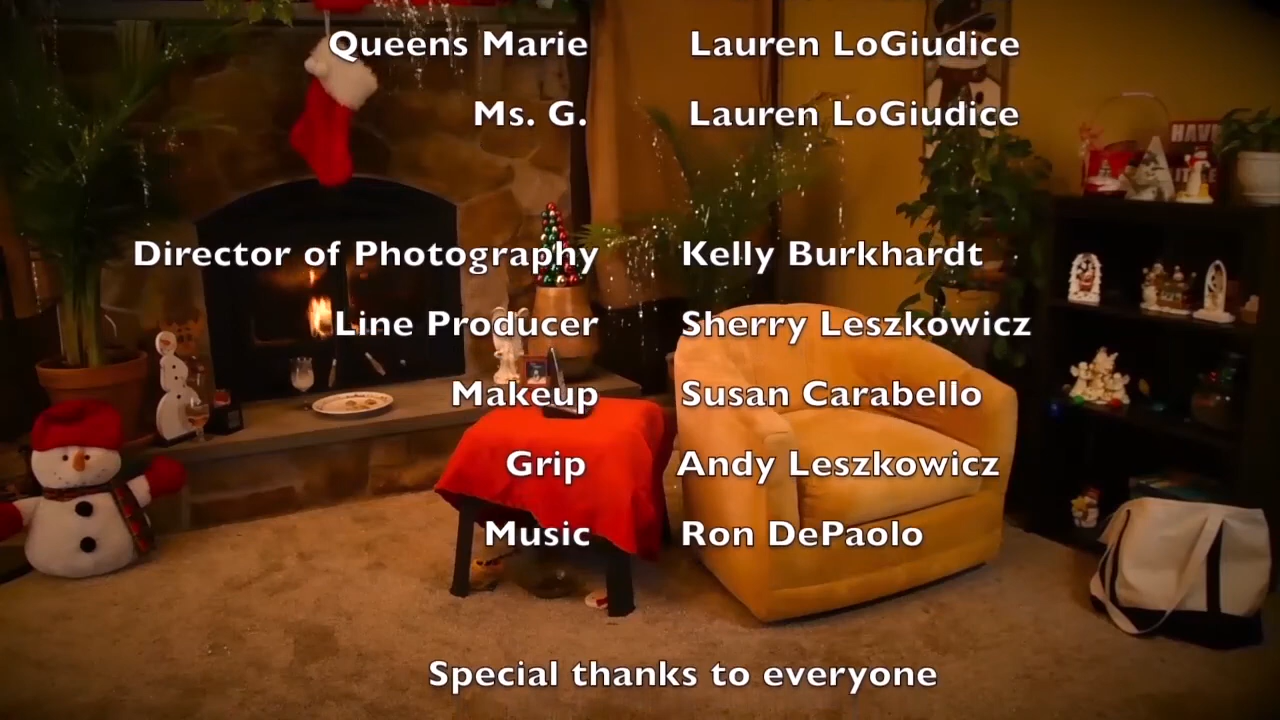 Queens Marie Lauren LoGiudice
Ms. G. Lauren LoGiudice
Director of Photography Kelly Burkhardt
Line Producer Sherry Leszkowicz
Makeup Susan Carabello
Grip Andy Leszkowicz
Music Ron DePaolo
Special thanks to everyone